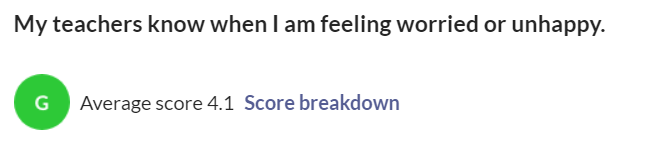 My teachers know when I am feeling worried or unhappy.
G Average score 4.1 Score breakdown